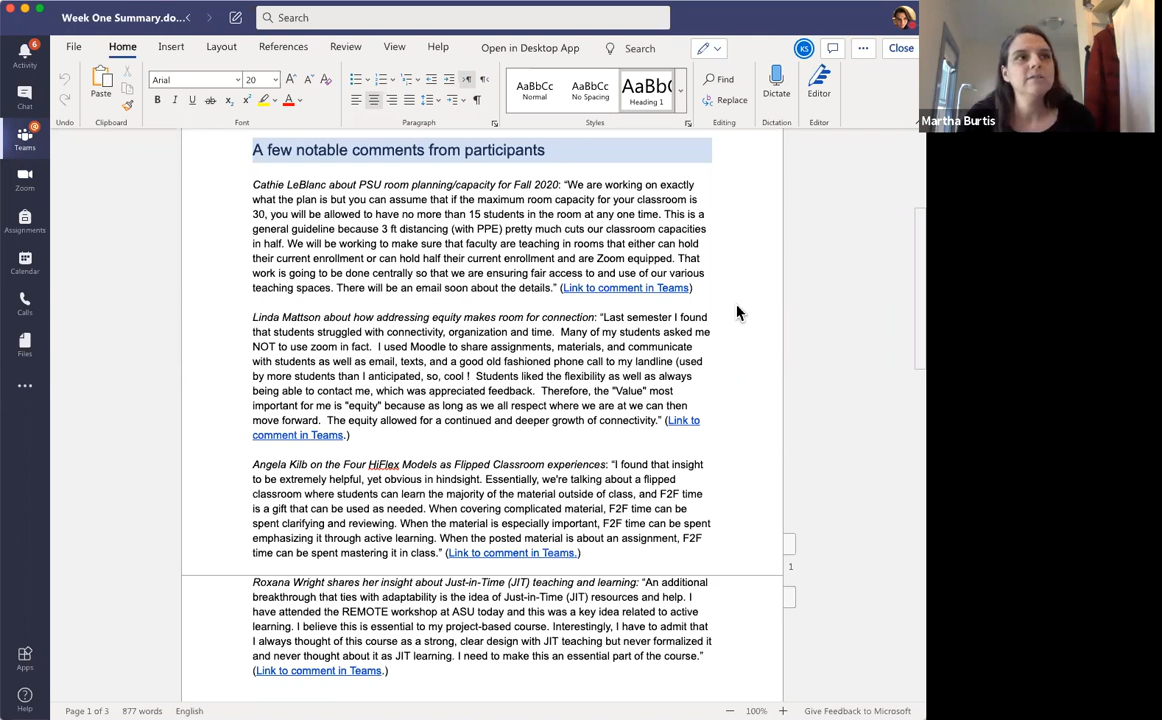 Week One Summary.do...
Search
File
Home
Insert
Layout
References
Review
View
Help
Open in Desktop App
Search
KS
Close
Martha Burtis
6
Activity
Chat
Teams
Zoom
Assignments
Calendar
Calls
Files
Apps
Help
Paste
Arial
20
B I U ab x₂ x² A
AaBbCc
Normal
AaBbCc
No Spacing
AaBbC
Heading 1
Find
Replace
Dictate
Editor
Undo
Clipboard
Font
Paragraph
Styles
Editing
Dictation
Editor
A few notable comments from participants
Cathie LeBlanc about PSU room planning/capacity for Fall 2020: “We are working on exactly
what the plan is but you can assume that if the maximum room capacity for your classroom is
30, you will be allowed to have no more than 15 students in the room at any one time. This is a
general guideline because 3 ft distancing (with PPE) pretty much cuts our classroom capacities
in half. We will be working to make sure that faculty are teaching in rooms that either can hold
their current enrollment or can hold half their current enrollment and are Zoom equipped. That
work is going to be done centrally so that we are ensuring fair access to and use of our various
teaching spaces. There will be an email soon about the details.” (Link to comment in Teams)
Linda Mattson about how addressing equity makes room for connection: “Last semester I found
that students struggled with connectivity, organization and time. Many of my students asked me
NOT to use zoom in fact. I used Moodle to share assignments, materials, and communicate
with students as well as email, texts, and a good old fashioned phone call to my landline (used
by more students than I anticipated, so, cool ! Students liked the flexibility as well as always
being able to contact me, which was appreciated feedback. Therefore, the "Value" most
important for me is "equity" because as long as we all respect where we are at we can then
move forward. The equity allowed for a continued and deeper growth of connectivity.” (Link to
comment in Teams.)
Angela Kilb on the Four HiFlex Models as Flipped Classroom experiences: “I found that insight
to be extremely helpful, yet obvious in hindsight. Essentially, we're talking about a flipped
classroom where students can learn the majority of the material outside of class, and F2F time
is a gift that can be used as needed. When covering complicated material, F2F time can be
spent clarifying and reviewing. When the material is especially important, F2F time can be spent
emphasizing it through active learning. When the posted material is about an assignment, F2F
time can be spent mastering it in class.” (Link to comment in Teams.)
1
Roxana Wright shares her insight about Just-in-Time (JIT) teaching and learning: “An additional
breakthrough that ties with adaptability is the idea of Just-in-Time (JIT) resources and help. I
have attended the REMOTE workshop at ASU today and this was a key idea related to active
learning. I believe this is essential to my project-based course. Interestingly, I have to admit that
I always thought of this course as a strong, clear design with JIT teaching but never formalized it
and never thought about it as JIT learning. I need to make this an essential part of the course.”
(Link to comment in Teams.)
Page 1 of 3
877 words
English
100%
Give Feedback to Microsoft